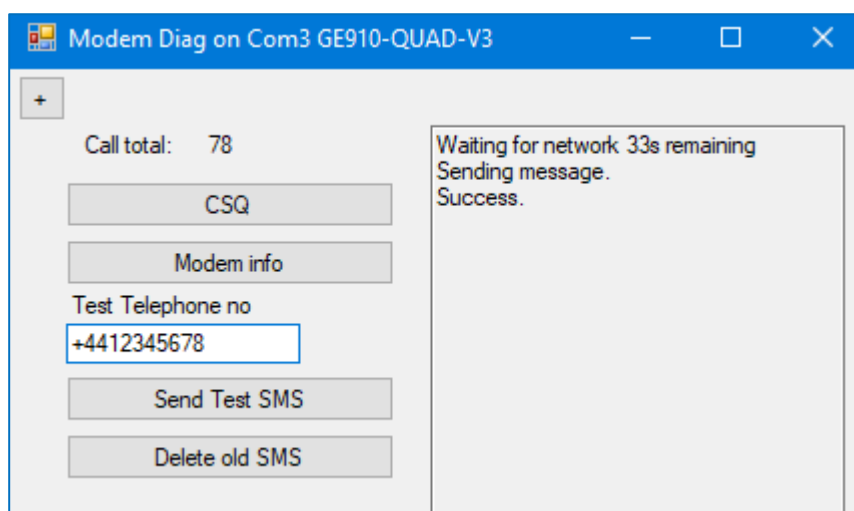 Modem Diag on Com3 GE910-QUAD-V3
+
Call total: 78
CSQ
Modem info
Test Telephone no
+4412345678
Send Test SMS
Delete old SMS
Waiting for network 33s remaining
Sending message.
Success.